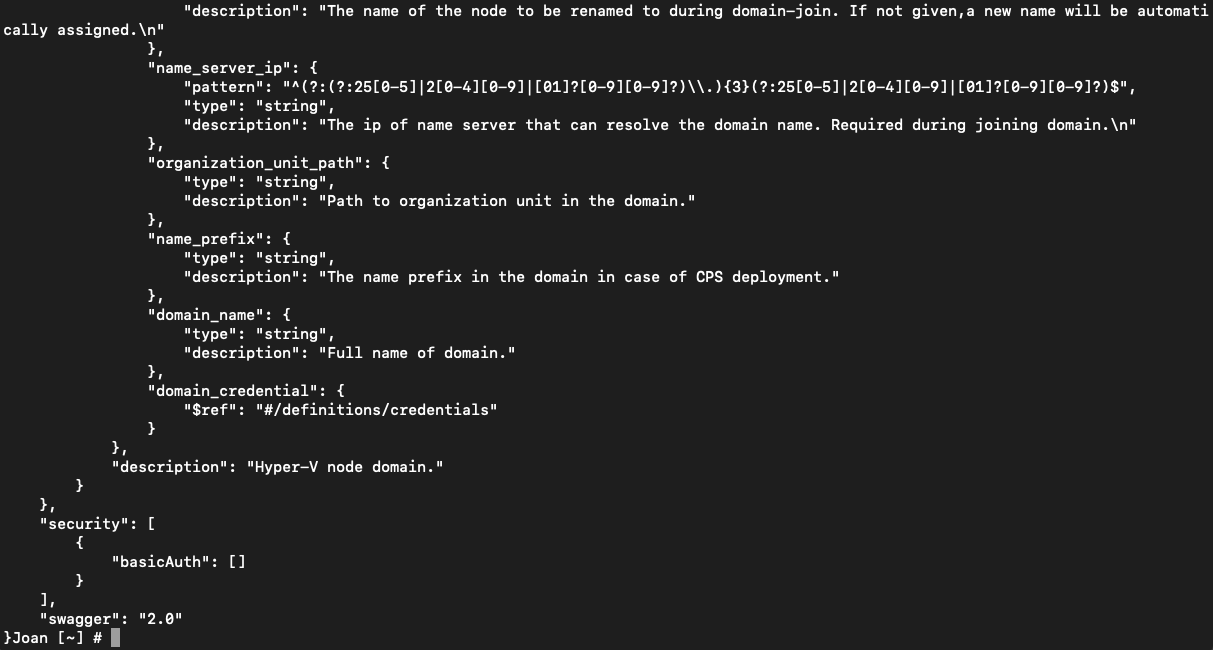 "description": "The name of the node to be renamed to during domain-join. If not given,a new name will be automati
cally assigned.\n"
                },
                "name_server_ip": {
                    "pattern": "^(?:(?:25[0-5]|2[0-4][0-9]|[01]?[0-9][0-9]?)\\.){3}(?:25[0-5]|2[0-4][0-9]|[01]?[0-9][0-9]?)$",
                    "type": "string",
                    "description": "The ip of name server that can resolve the domain name. Required during joining domain.\n"
                },
                "organization_unit_path": {
                    "type": "string",
                    "description": "Path to organization unit in the domain."
                },
                "name_prefix": {
                    "type": "string",
                    "description": "The name prefix in the domain in case of CPS deployment."
                },
                "domain_name": {
                    "type": "string",
                    "description": "Full name of domain."
                },
                "domain_credential": {
                    "$ref": "#/definitions/credentials"
                }
            },
            "description": "Hyper-V node domain."
        }
    },
    "security": [
        {
            "basicAuth": []
        }
    ],
    "swagger": "2.0"
}Joan [~] #